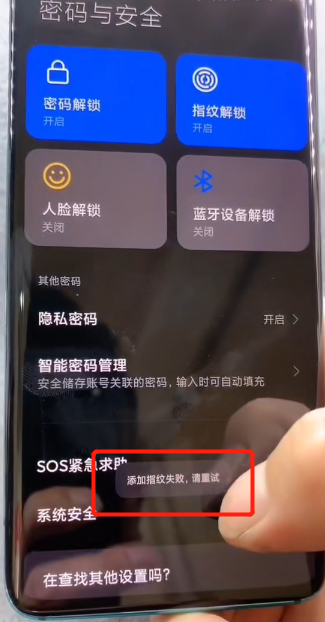 密码与安全
密码解锁
开启
指纹解锁
开启
人脸解锁
关闭
蓝牙设备解锁
关闭
其他密码
隐私密码
开启
智能密码管理
安全储存账号关联的密码，输入时可自动填充
SOS紧急求助
添加指纹失败，请重试
系统安全
在查找其他设置吗？